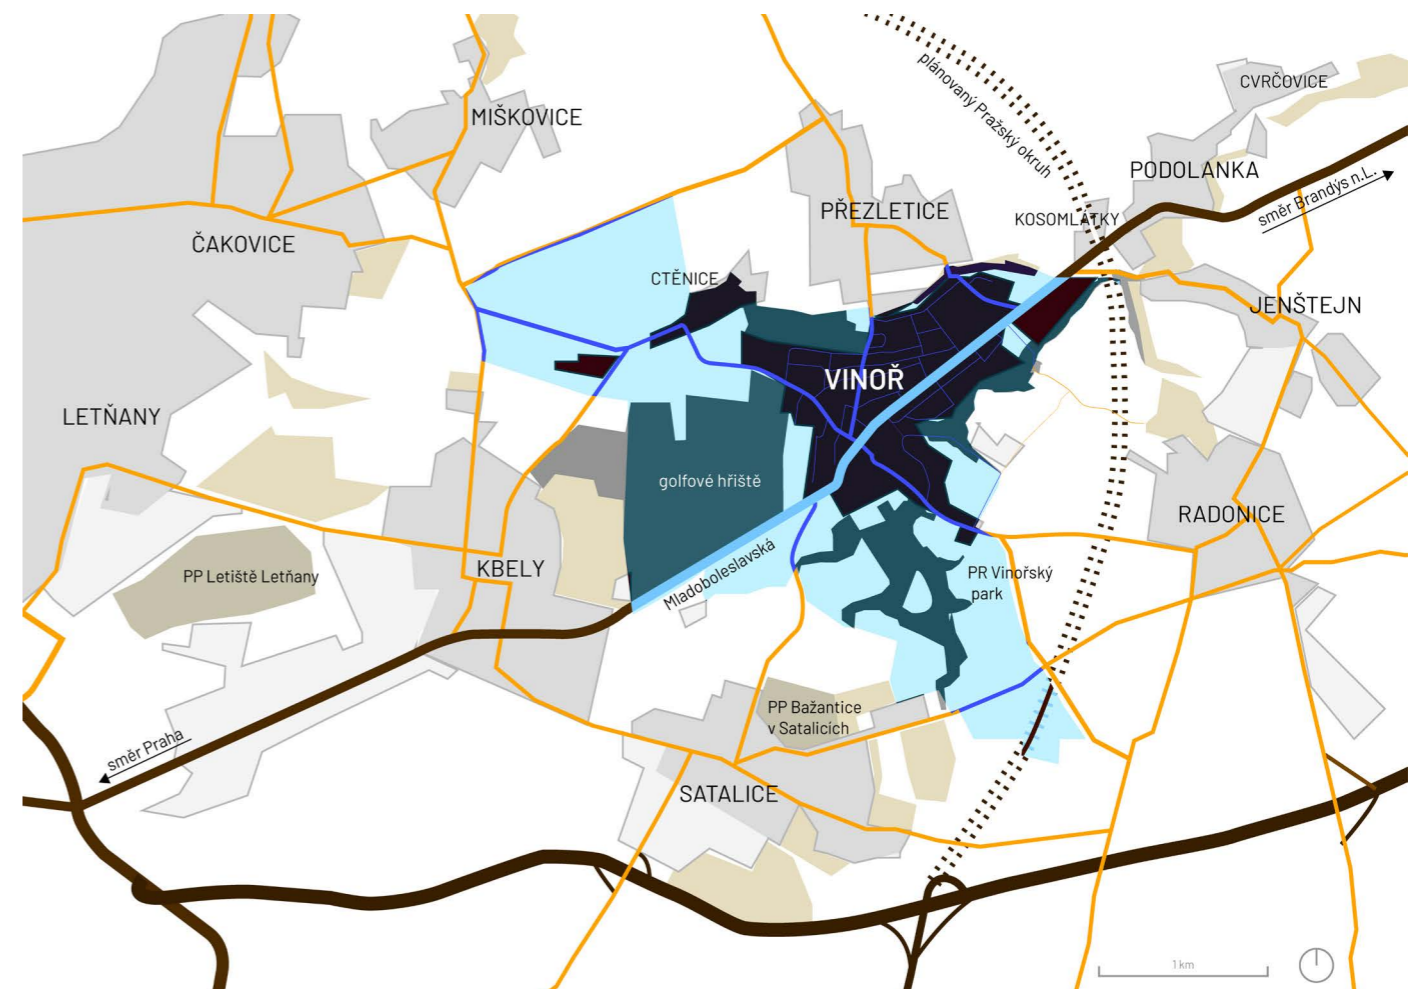 plánovaný Pražský okruh
CVRČOVICE
MIŠKOVICE
PODOLANKA
směr Brandýs n.L.
PŘEZLETICE
KOSOMLÁTKY
ČAKOVICE
CTĚNICE
JENŠTEJN
VINOŘ
LETŇANY
golfové hřiště
RADONICE
KBELY
PP Letiště Letňany
Mladoboleslavská
PR Vinořský
park
PP Bažantice
v Satalicích
směr Praha
SATALICE
1 km